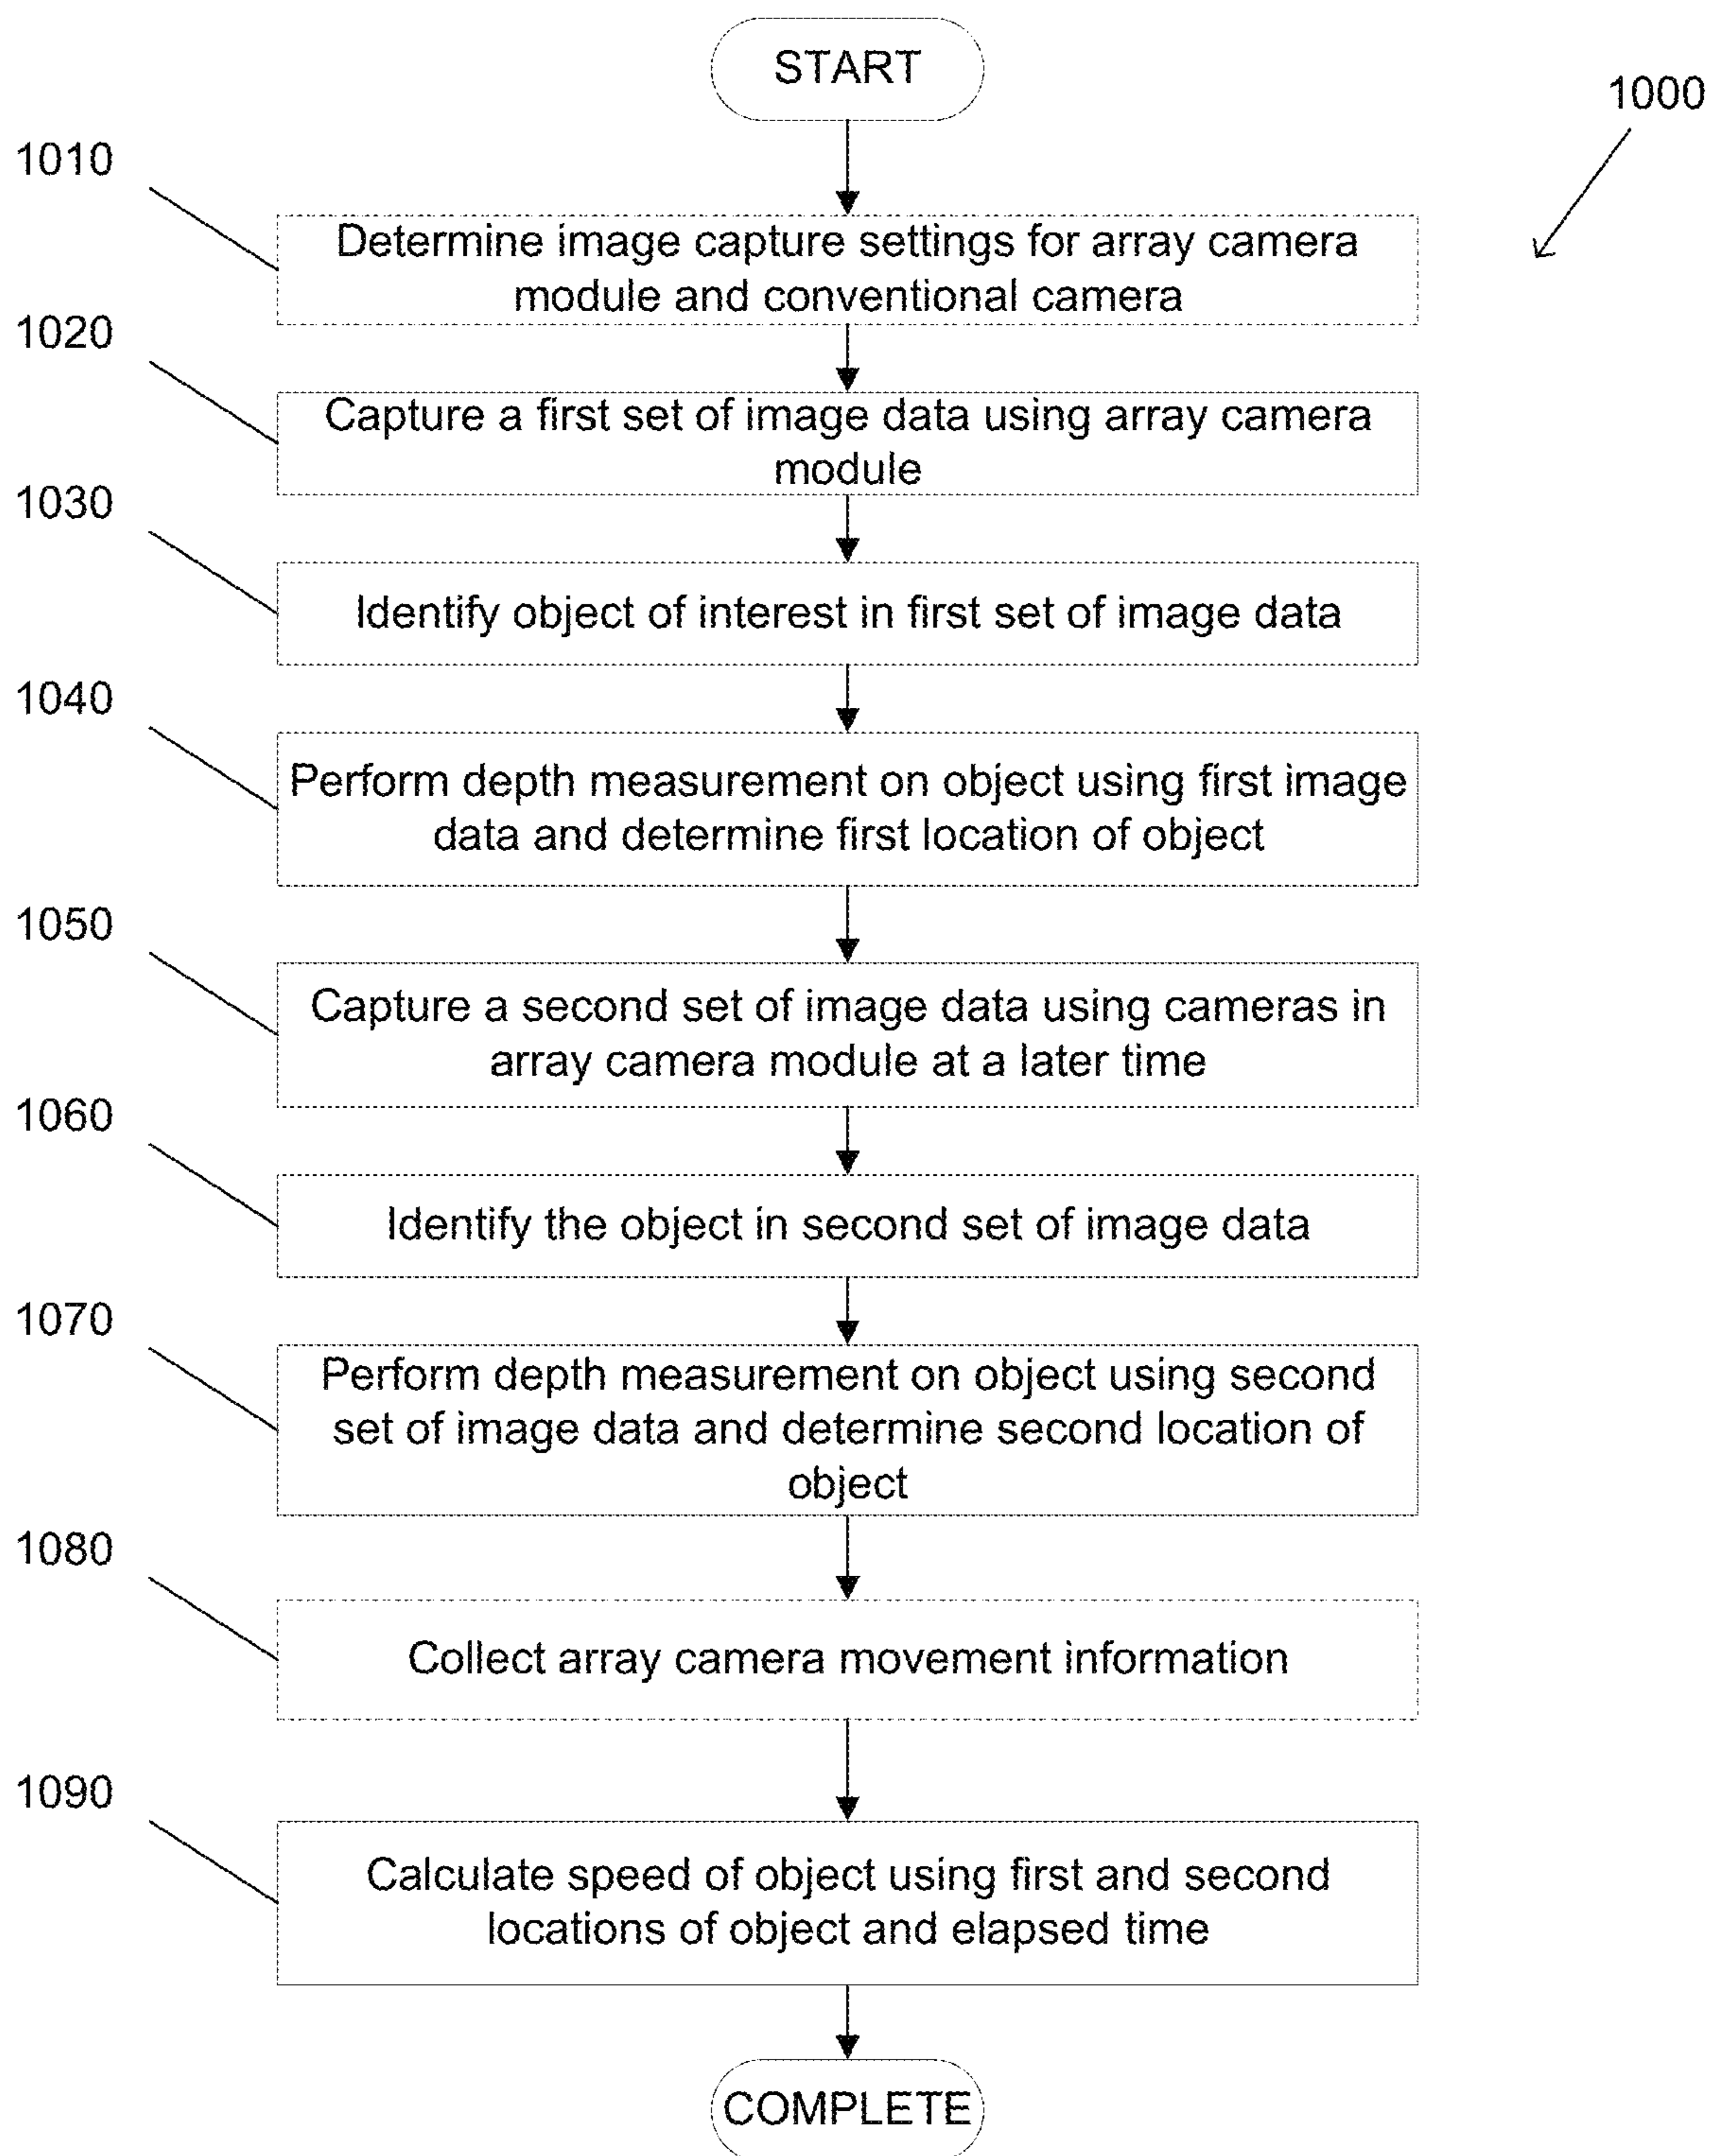 START
1000
1010
Determine image capture settings for array camera
module and conventional camera
1020
Capture a first set of image data using array camera
module
1030
Identify object of interest in first set of image data
1040
Perform depth measurement on object using first image
data and determine first location of object
1050
Capture a second set of image data using cameras in
array camera module at a later time
1060
Identify the object in second set of image data
1070
Perform depth measurement on object using second
set of image data and determine second location of
object
1080
Collect array camera movement information
1090
Calculate speed of object using first and second
locations of object and elapsed time
COMPLETE